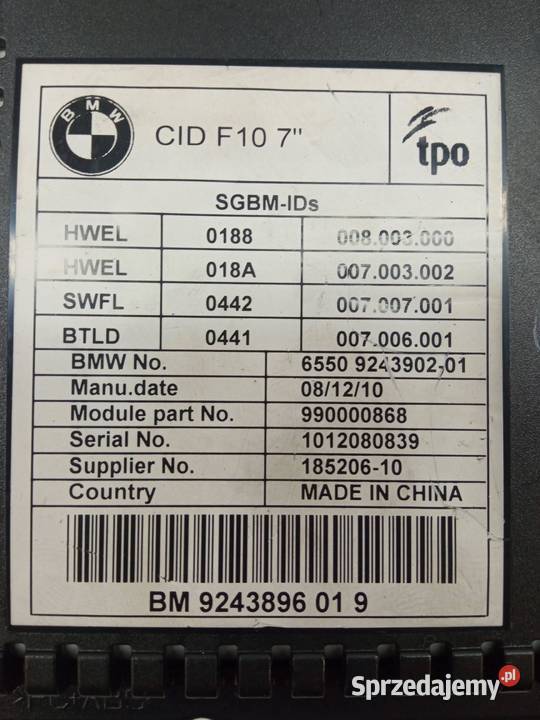 BMW
CID F10 7"
tpo
SGBM-IDs
HWEL 0188 008.003.000
HWEL 018A 007.003.002
SWFL 0442 007.007.001
BTLD 0441 007.006.001
BMW No. 6550 9243902-01
Manu.date 08/12/10
Module part No. 990000868
Serial No. 1012080839
Supplier No. 185206-10
Country MADE IN CHINA
BM 9243896 01 9
Sprzedajemy.pl